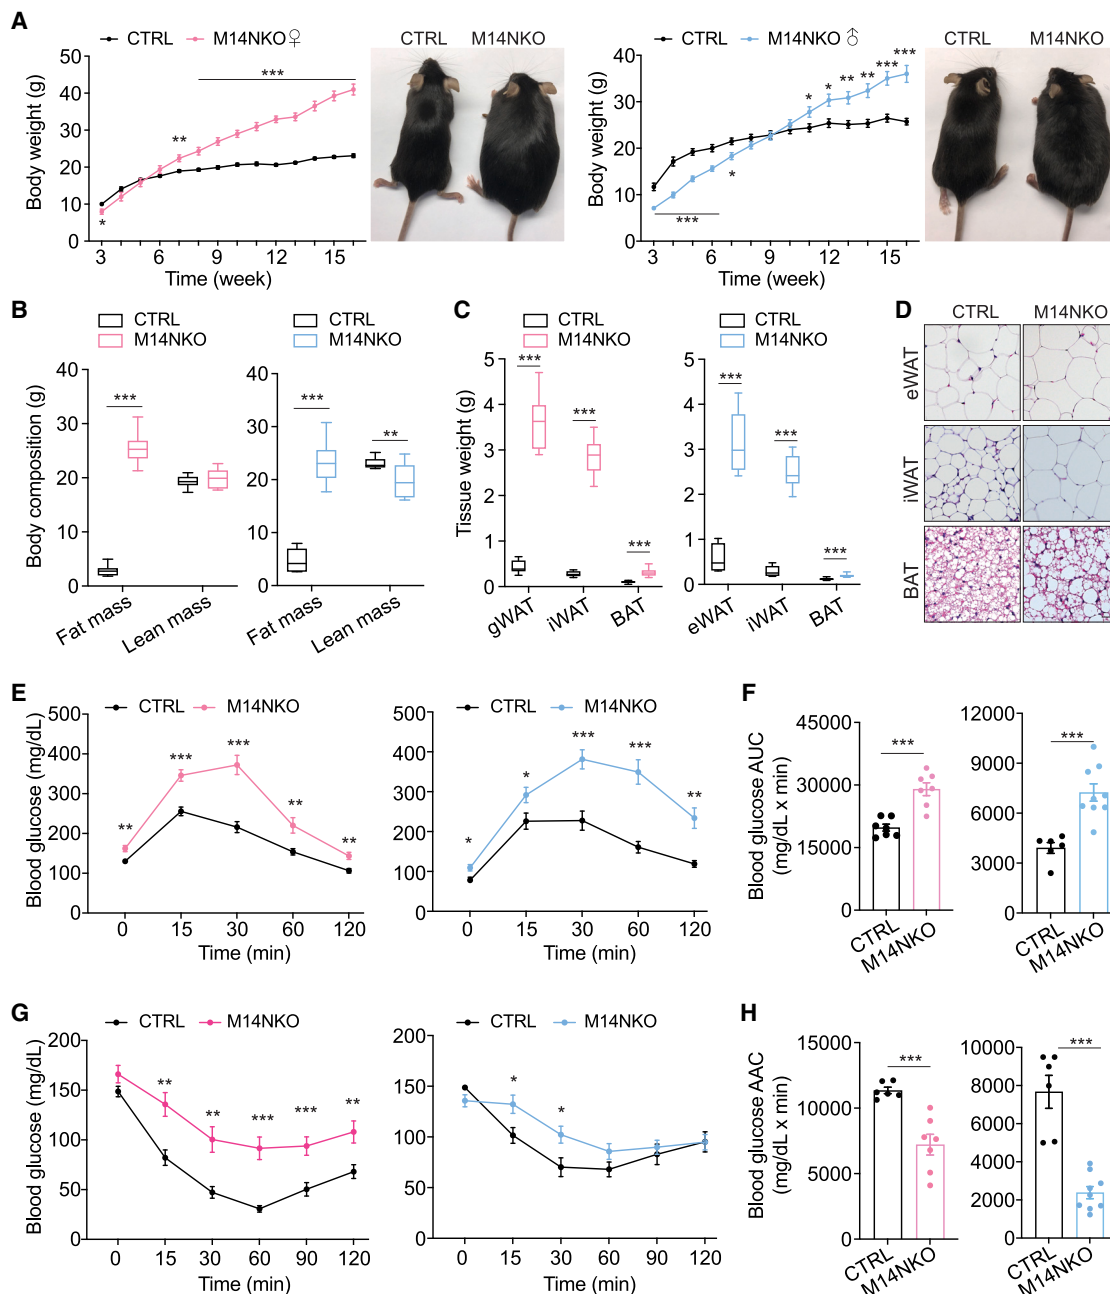 A
CTRL M14NKO♀
CTRL M14NKO
Body weight (g)
50
40
30
20
10
0
***
**
*
3 6 9 12 15
Time (week)
CTRL M14NKO♂
CTRL M14NKO
Body weight (g)
40
30
20
10
0
* * ** ** *** ***
*
***
3 6 9 12 15
Time (week)
B
CTRL
M14NKO
Body composition (g)
40
30
20
10
0
***
Fat mass Lean mass
CTRL
M14NKO
40
30
20
10
0
*** **
Fat mass Lean mass
C
CTRL
M14NKO
Tissue weight (g)
5
4
3
2
1
0
*** *** ***
gWAT iWAT BAT
CTRL
M14NKO
5
4
3
2
1
0
*** *** ***
eWAT iWAT BAT
D
CTRL M14NKO
eWAT
iWAT
BAT
E
CTRL M14NKO
Blood glucose (mg/dL)
500
400
300
200
100
0
** *** *** ** **
0 15 30 60 120
Time (min)
CTRL M14NKO
500
400
300
200
100
0
* * *** *** **
0 15 30 60 120
Time (min)
F
Blood glucose AUC
(mg/dL x min)
45000
30000
15000
0
***
CTRL
M14NKO
12000
9000
6000
3000
0
***
CTRL
M14NKO
G
CTRL M14NKO
Blood glucose (mg/dL)
200
150
100
50
0
** ** *** *** **
0 15 30 60 90 120
Time (min)
CTRL M14NKO
200
150
100
50
0
* *
0 15 30 60 90 120
Time (min)
H
Blood glucose AAC
(mg/dL x min)
15000
10000
5000
0
***
CTRL
M14NKO
10000
8000
6000
4000
2000
0
***
CTRL
M14NKO